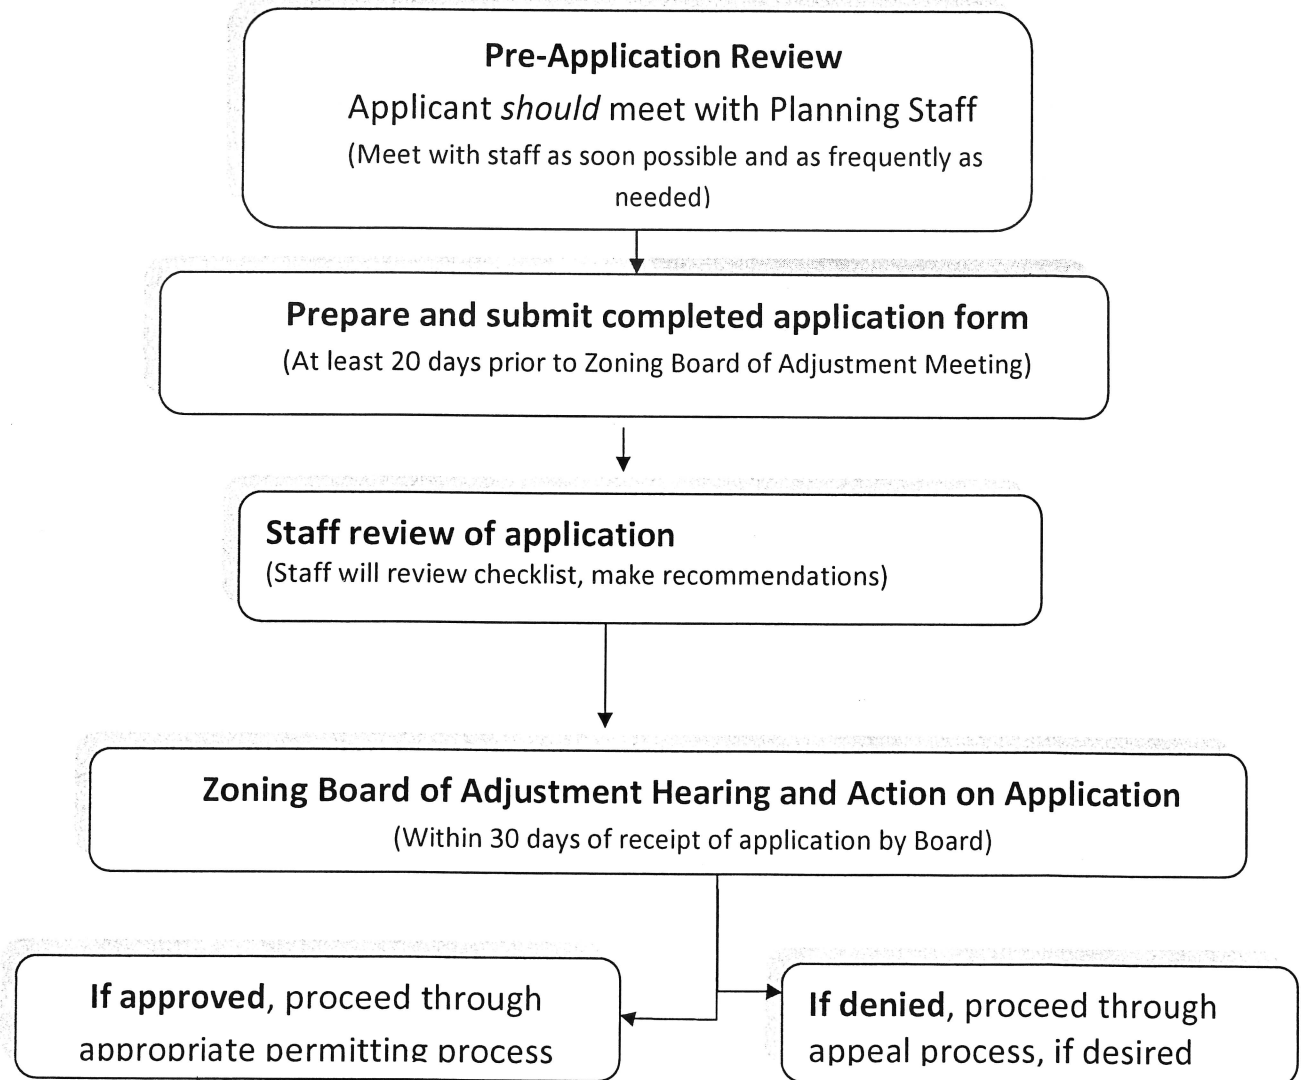 Pre-Application Review
Applicant should meet with Planning Staff
(Meet with staff as soon possible and as frequently as
needed)
Prepare and submit completed application form
(At least 20 days prior to Zoning Board of Adjustment Meeting)
Staff review of application
(Staff will review checklist, make recommendations)
Zoning Board of Adjustment Hearing and Action on Application
(Within 30 days of receipt of application by Board)
If approved, proceed through
appropriate permitting process
If denied, proceed through
appeal process, if desired